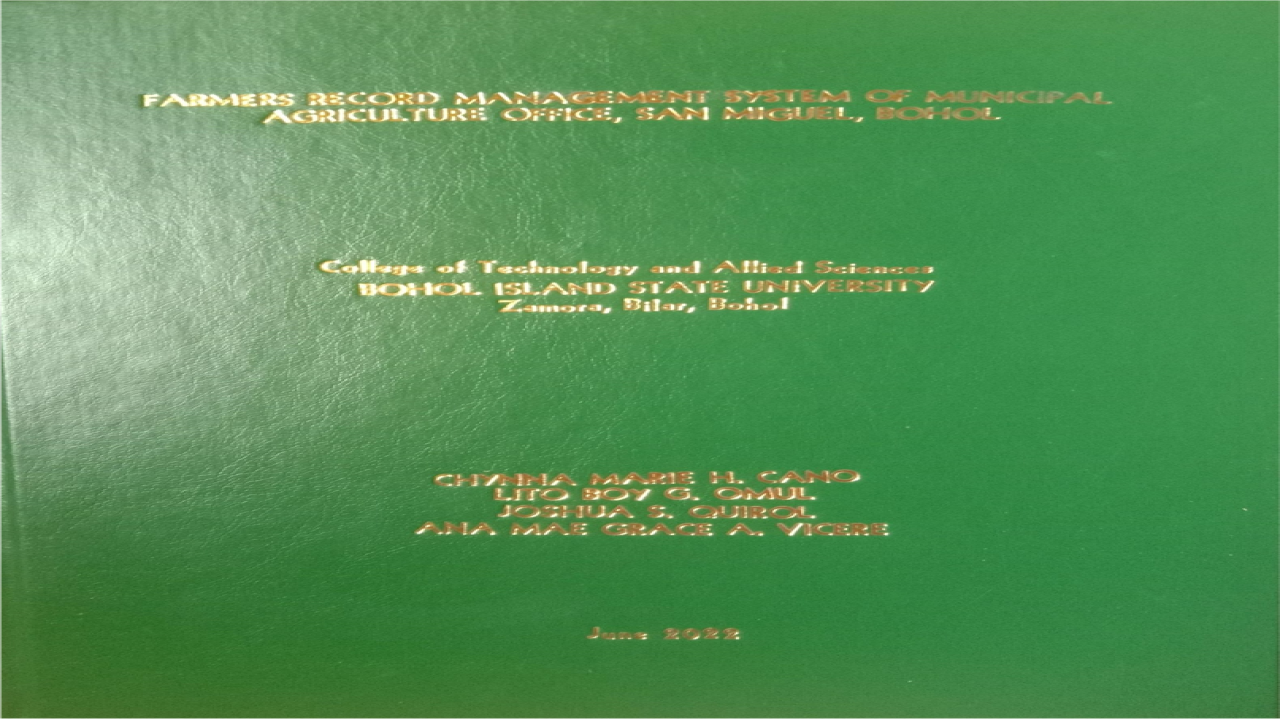 FARMERS RECORD MANAGEMENT SYSTEM OF MUNICIPAL
AGRICULTURE OFFICE, SAN MIGUEL, BOHOL
College of Technology and Allied Sciences
BOHOL ISLAND STATE UNIVERSITY
Zamora, Bilar, Bohol
CHYNNA MARIE H. CANO
LITO BOY G. OMUL
JOSHUA S. QUIROL
ANA MAE GRACE A. VICERE
June 2022